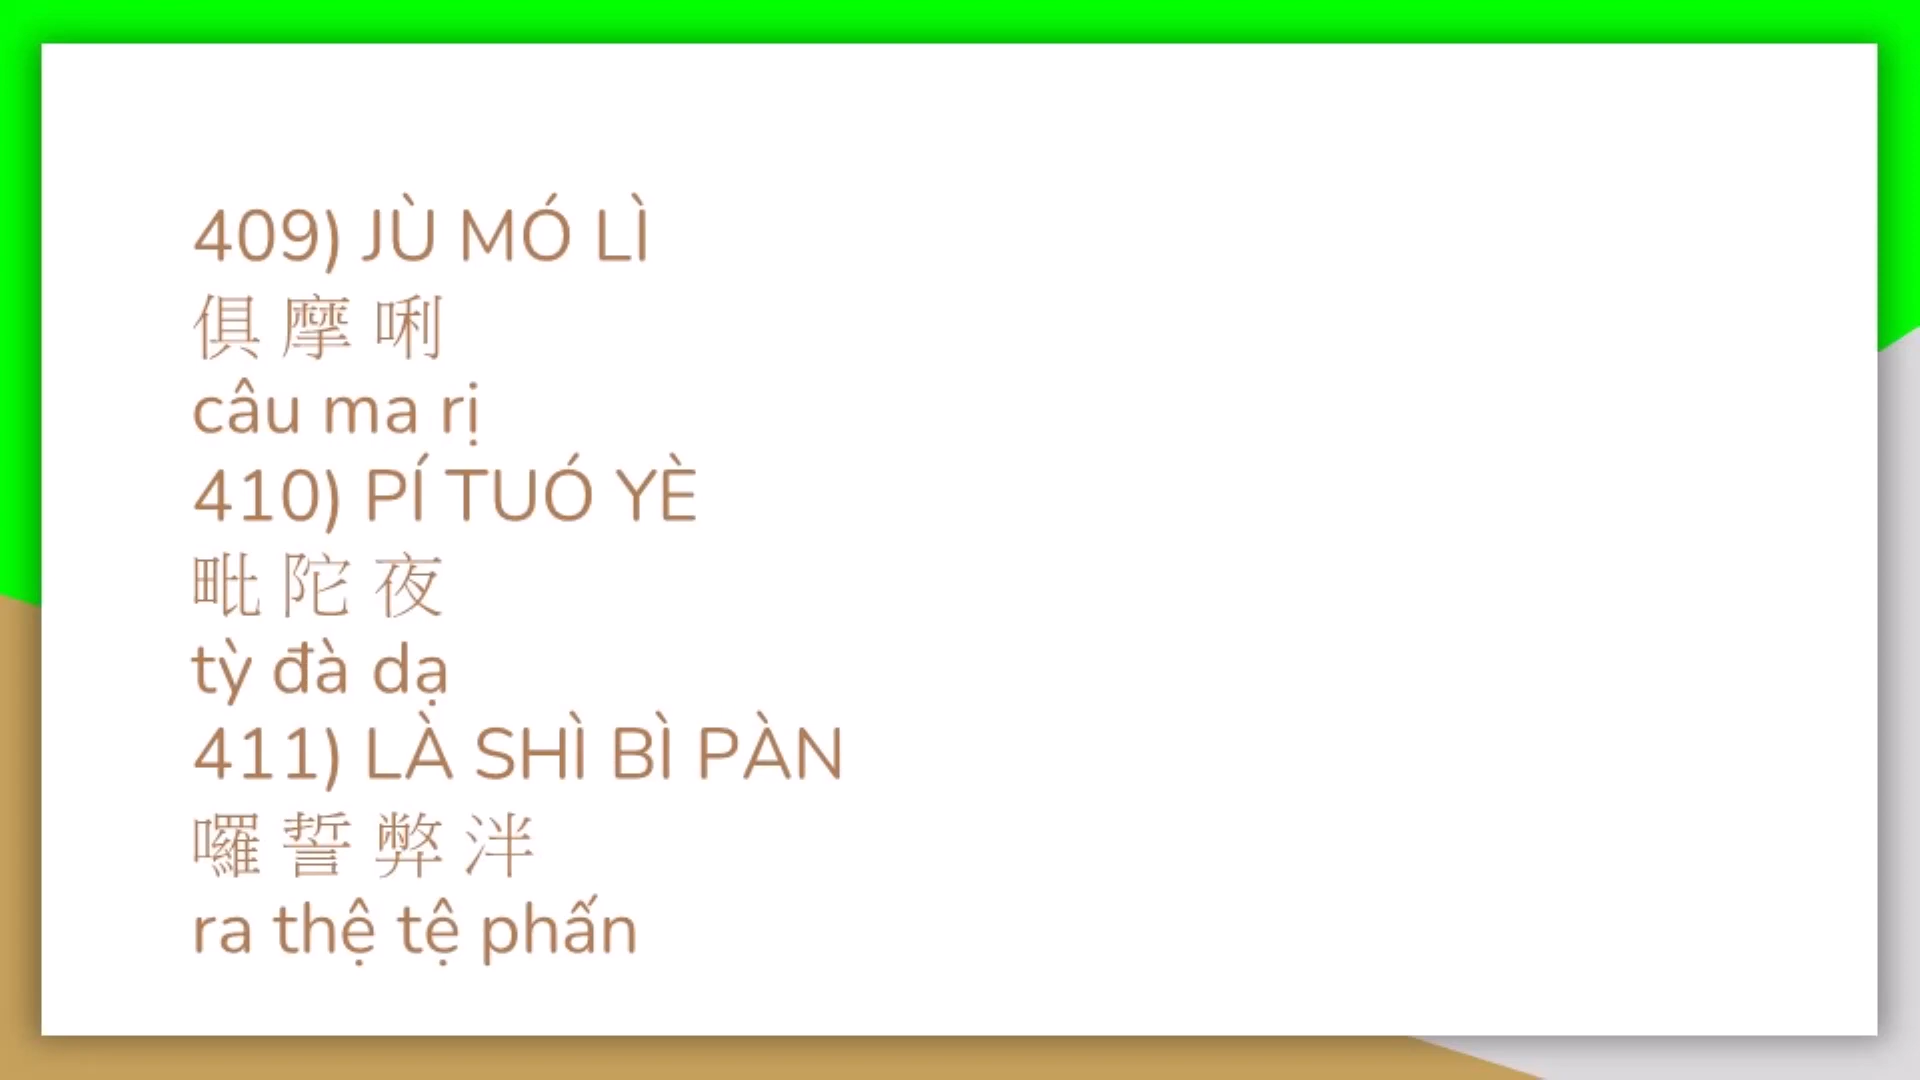 409) JÙ MÓ LÌ
俱 摩 唎
câu ma rị
410) PÍ TUÓ YÈ
毗 陀 夜
tỳ đà dạ
411) LÀ SHÌ BÌ PÀN
囉 誓 弊 泮
ra thệ tệ phấn